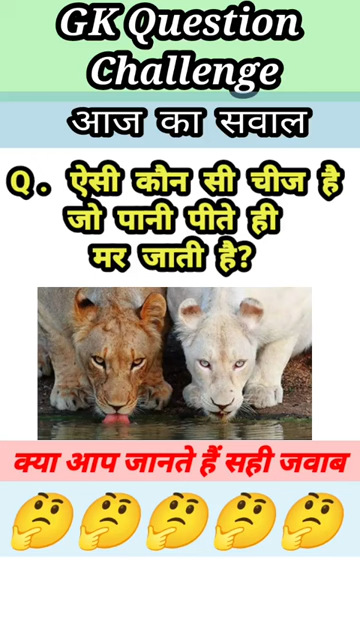 GK Question
Challenge
आज का सवाल
Q. ऐसी कौन सी चीज है
जो पानी पीते ही
मर जाती है?
क्या आप जानते हैं सही जवाब